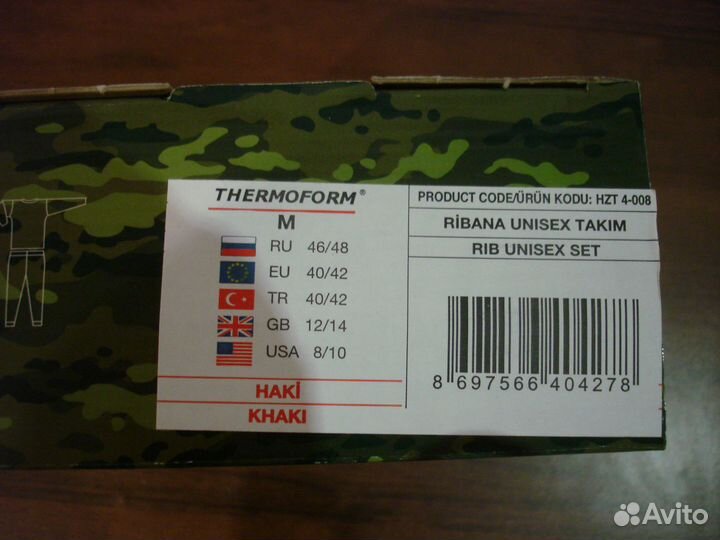 THERMOFORM®
M
RU 46/48
EU 40/42
TR 40/42
GB 12/14
USA 8/10
HAKİ
KHAKI
PRODUCT CODE/ÜRÜN KODU: HZT 4-008
RİBANA UNISEX TAKIM
RIB UNISEX SET
8 697566 404278
Avito